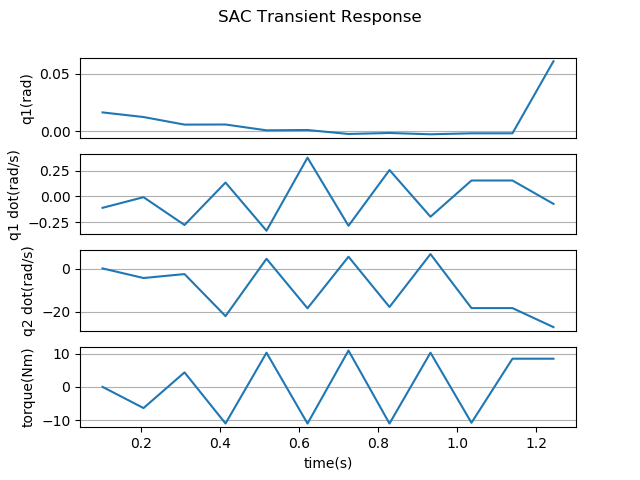 SAC Transient Response
q1(rad)
0.05
0.00
q1 dot(rad/s)
0.25
0.00
−0.25
q2 dot(rad/s)
0
−20
torque(Nm)
10
0
−10
0.2 0.4 0.6 0.8 1.0 1.2
time(s)